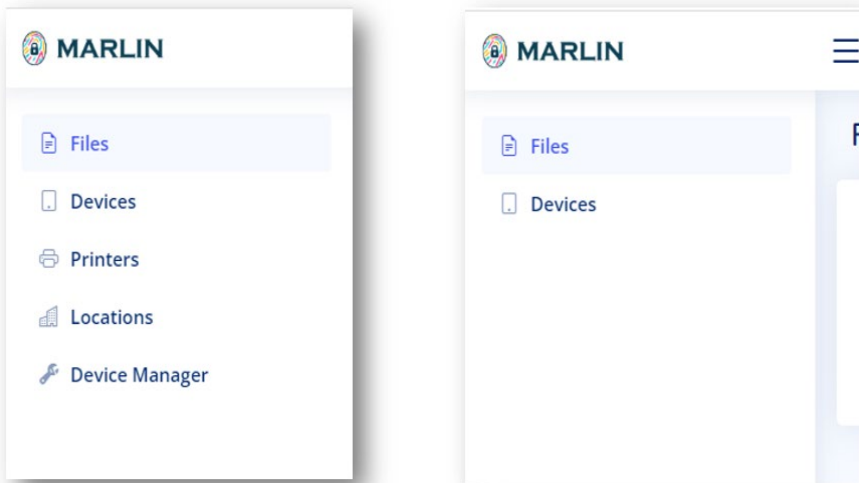 MARLIN
Files
Devices
Printers
Locations
Device Manager
MARLIN
Files
Devices